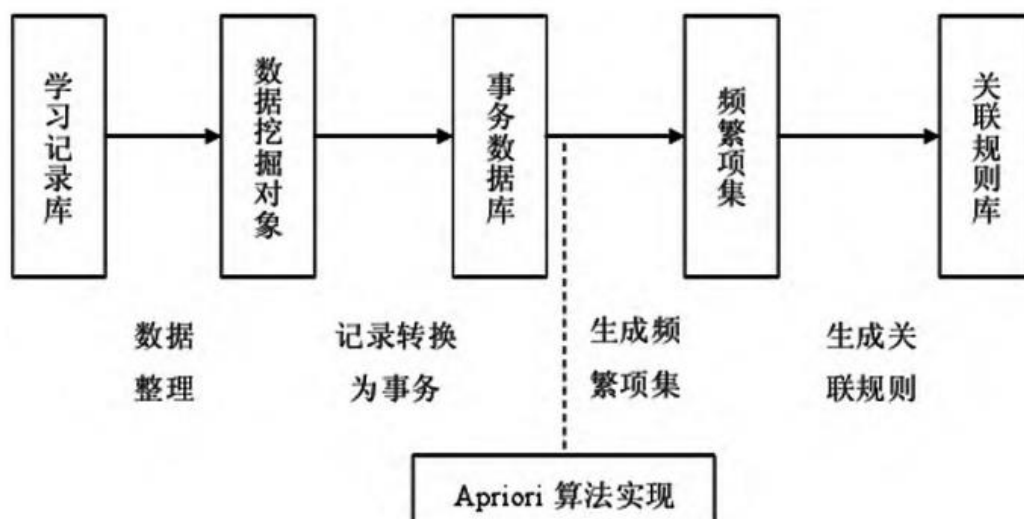 学习记录库
数据挖掘对象
事务数据库
频繁项集
关联规则库
数据
整理
记录转换
为事务
生成频
繁项集
生成关
联规则
Apriori 算法实现